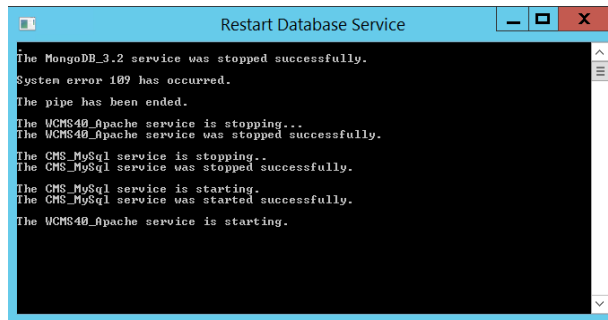 Restart Database Service
.
The MongoDB_3.2 service was stopped successfully.
System error 109 has occurred.
The pipe has been ended.
The WCMS40_Apache service is stopping...
The WCMS40_Apache service was stopped successfully.
The CMS_MySql service is stopping..
The CMS_MySql service was stopped successfully.
The CMS_MySql service is starting.
The CMS_MySql service was started successfully.
The WCMS40_Apache service is starting.